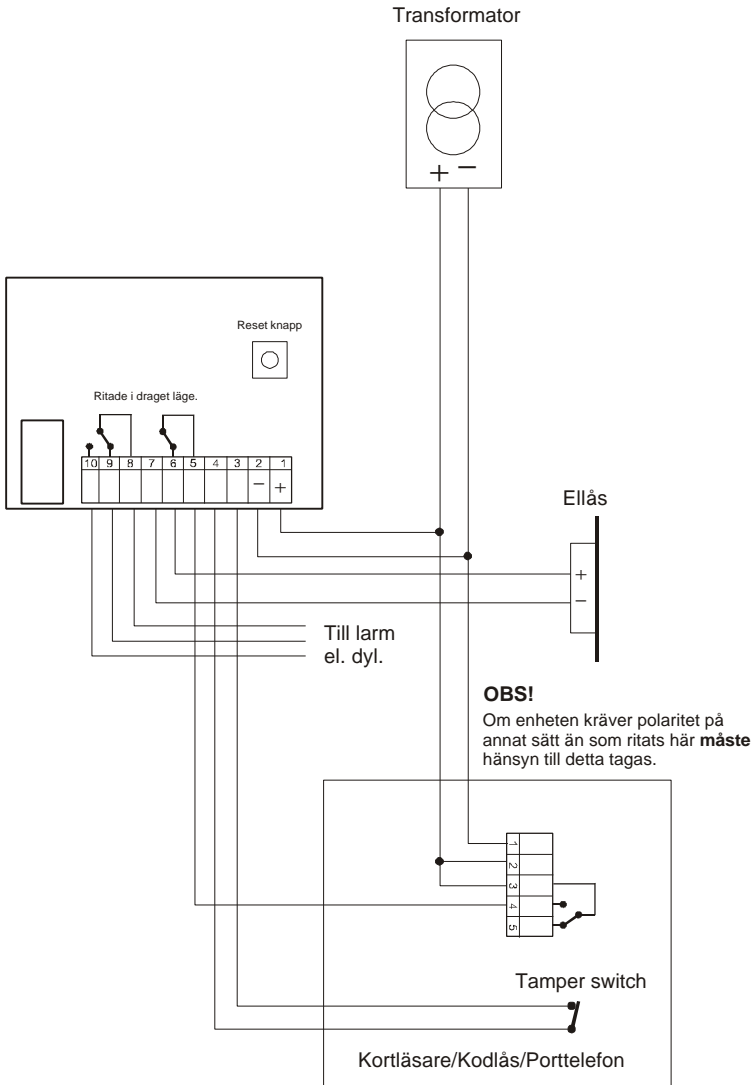 Transformator
+ −
Reset knapp
Ritade i draget läge.
10 9 8 7 6 5 4 3 2 1
− +
Ellås
+
−
Till larm
el. dyl.
OBS!
Om enheten kräver polaritet på
annat sätt än som ritats här måste
hänsyn till detta tagas.
1
2
3
4
5
Tamper switch
Kortläsare/Kodlås/Porttelefon